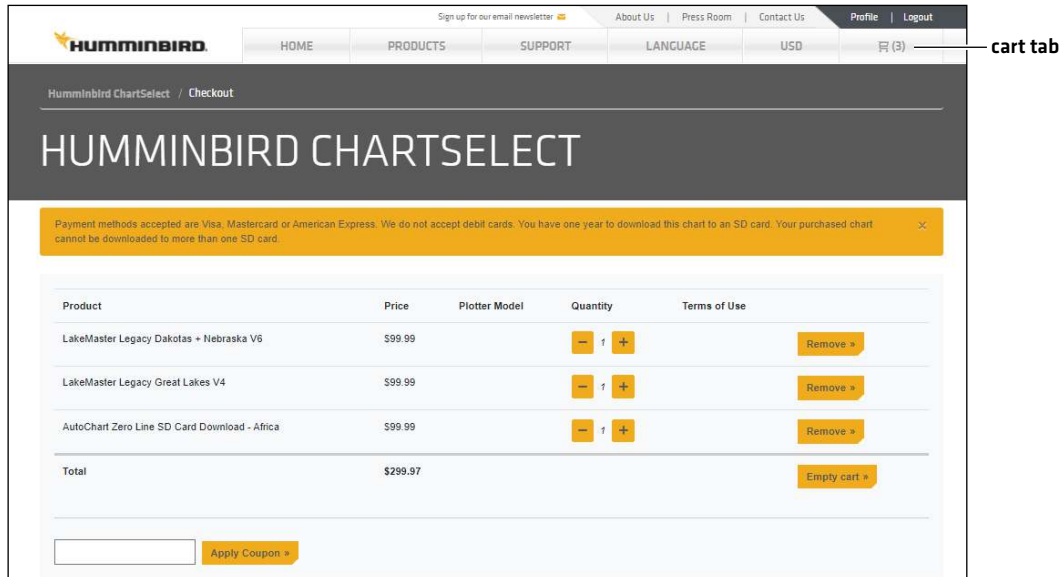 Sign up for our email newsletter
About Us | Press Room | Contact Us
Profile | Logout
HUMMINBIRD.
HOME PRODUCTS SUPPORT LANGUAGE USD (3)
cart tab
Humminbird ChartSelect / Checkout
HUMMINBIRD CHARTSELECT
Payment methods accepted are Visa, Mastercard or American Express. We do not accept debit cards. You have one year to download this chart to an SD card. Your purchased chart
cannot be downloaded to more than one SD card. ×
Product Price Plotter Model Quantity Terms of Use
LakeMaster Legacy Dakotas + Nebraska V6 $99.99 − 1 + Remove »
LakeMaster Legacy Great Lakes V4 $99.99 − 1 + Remove »
AutoChart Zero Line SD Card Download - Africa $99.99 − 1 + Remove »
Total $299.97 Empty cart »
Apply Coupon »